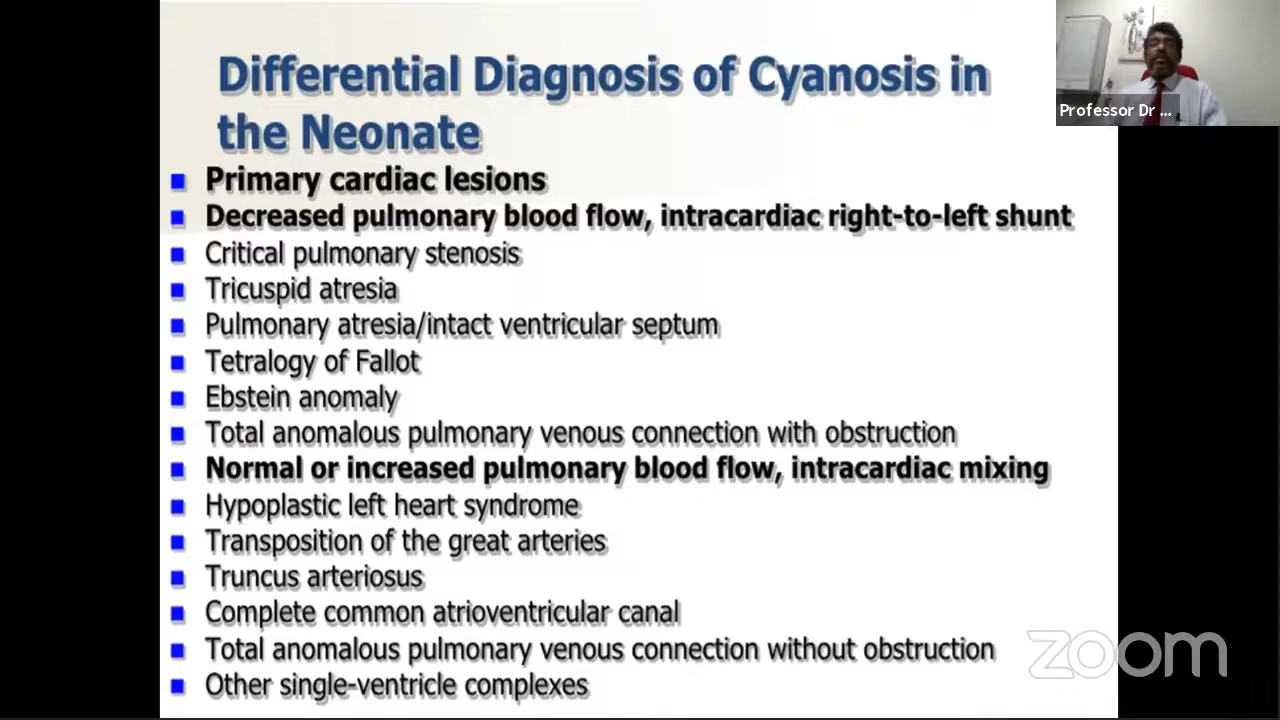 Differential Diagnosis of Cyanosis in
the Neonate
Primary cardiac lesions
Decreased pulmonary blood flow, intracardiac right-to-left shunt
Critical pulmonary stenosis
Tricuspid atresia
Pulmonary atresia/intact ventricular septum
Tetralogy of Fallot
Ebstein anomaly
Total anomalous pulmonary venous connection with obstruction
Normal or increased pulmonary blood flow, intracardiac mixing
Hypoplastic left heart syndrome
Transposition of the great arteries
Truncus arteriosus
Complete common atrioventricular canal
Total anomalous pulmonary venous connection without obstruction
Other single-ventricle complexes
Professor Dr ...
zoom